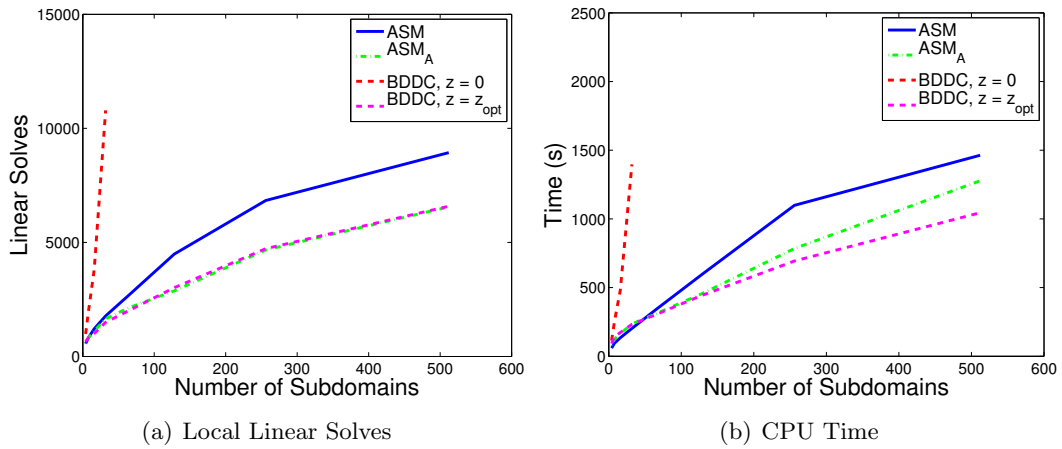 15000
10000
5000
0
Linear Solves
0 100 200 300 400 500 600
Number of Subdomains
ASM
ASM_A
BDDC, z = 0
BDDC, z = z_opt
(a) Local Linear Solves
2500
2000
1500
1000
500
0
Time (s)
0 100 200 300 400 500 600
Number of Subdomains
ASM
ASM_A
BDDC, z = 0
BDDC, z = z_opt
(b) CPU Time